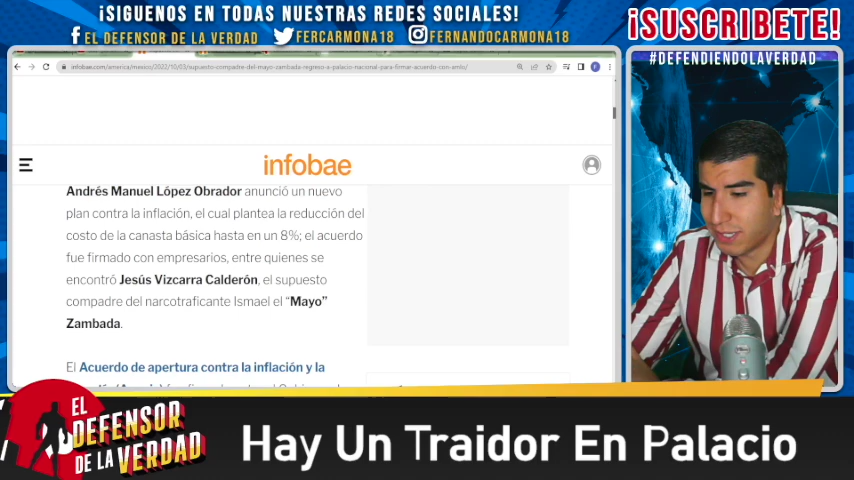 ¡SIGUENOS EN TODAS NUESTRAS REDES SOCIALES!
EL DEFENSOR DE LA VERDAD
FERCARMONA18
FERNANDOCARMONA18
¡SUSCRIBETE!
#DEFENDIENDOLAVERDAD
infobae.com/america/mexico/2022/10/03/supuesto-compadre-del-mayo-zambada-regreso-a-palacio-nacional-para-firmar-acuerdo-con-amlo/
infobae
Andrés Manuel López Obrador anunció un nuevo
plan contra la inflación, el cual plantea la reducción del
costo de la canasta básica hasta en un 8%; el acuerdo
fue firmado con empresarios, entre quienes se
encontró Jesús Vizcarra Calderón, el supuesto
compadre del narcotraficante Ismael el “Mayo”
Zambada.
El Acuerdo de apertura contra la inflación y la
EL
DEFENSOR
DE LA VERDAD
Hay Un Traidor En Palacio